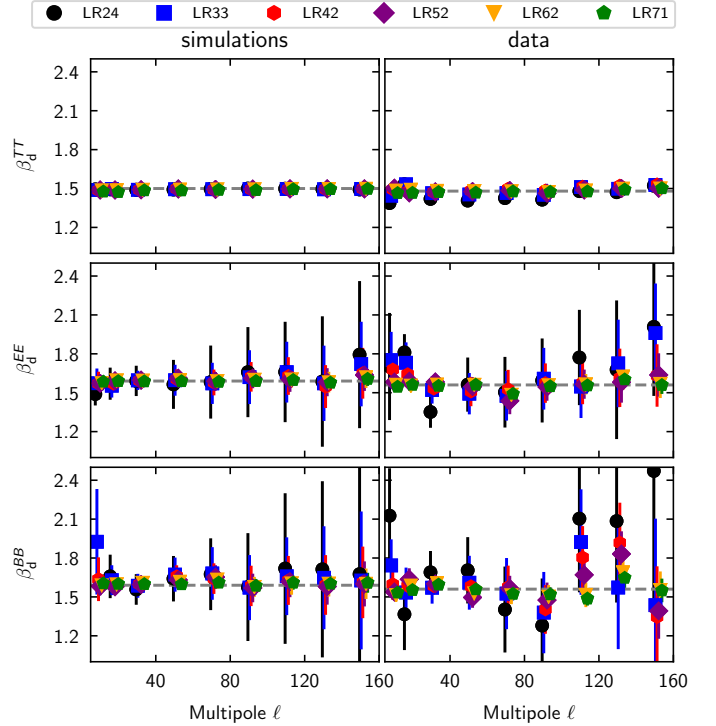 LR24 LR33 LR42 LR52 LR62 LR71
simulations data
β_d^{TT} 2.4 2.1 1.8 1.5 1.2
β_d^{EE} 2.4 2.1 1.8 1.5 1.2
β_d^{BB} 2.4 2.1 1.8 1.5 1.2
40 80 120 160 40 80 120 160
Multipole ℓ Multipole ℓ